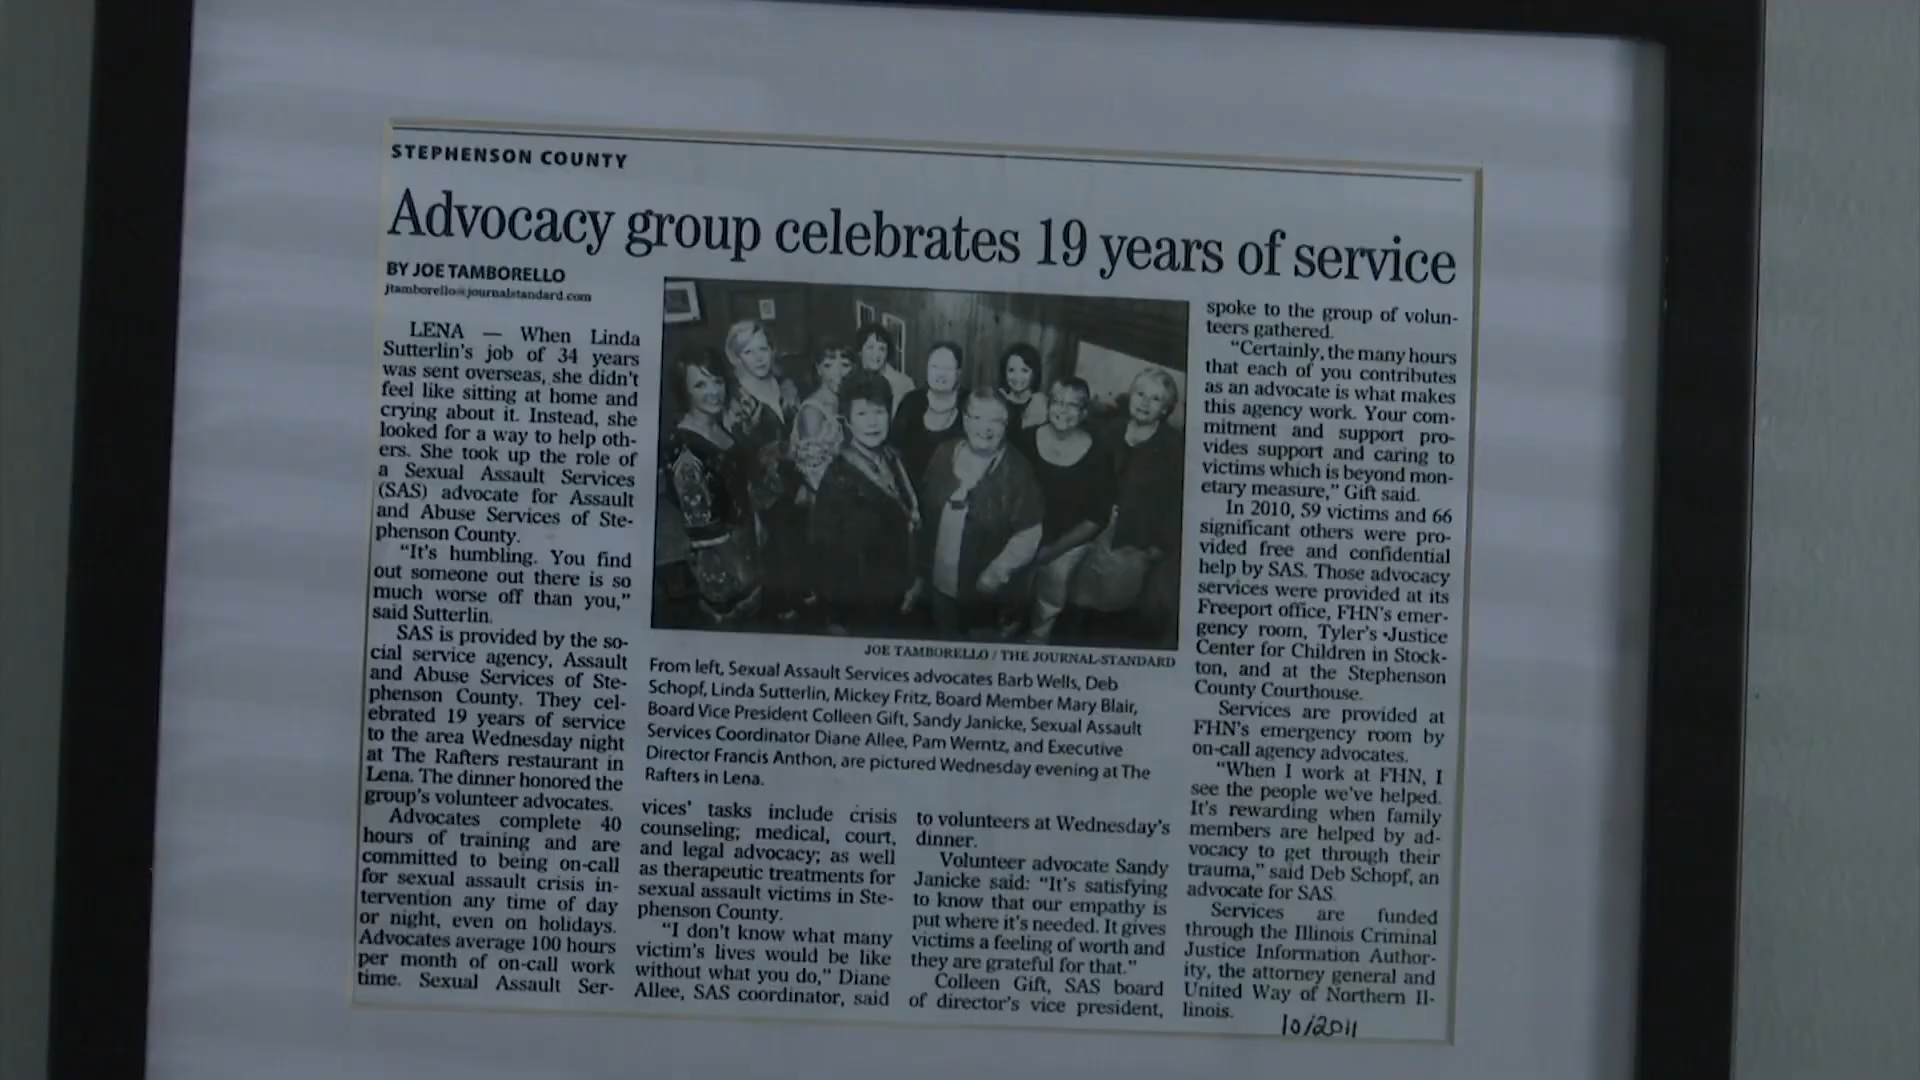 STEPHENSON COUNTY
Advocacy group celebrates 19 years of service
BY JOE TAMBORELLO
jtamborello@journalstandard.com
LENA — When Linda
Sutterlin's job of 34 years
was sent overseas, she didn't
feel like sitting at home and
crying about it. Instead, she
looked for a way to help oth-
ers. She took up the role of
a Sexual Assault Services
(SAS) advocate for Assault
and Abuse Services of Ste-
phenson County.
"It's humbling. You find
out someone out there is so
much worse off than you,"
said Sutterlin.
SAS is provided by the so-
cial service agency, Assault
and Abuse Services of Ste-
phenson County. They cel-
ebrated 19 years of service
to the area Wednesday night
at The Rafters restaurant in
Lena. The dinner honored the
group's volunteer advocates.
Advocates complete 40
hours of training and are
committed to being on-call
for sexual assault crisis in-
tervention any time of day
or night, even on holidays.
Advocates average 100 hours
per month of on-call work
time. Sexual Assault Ser-
JOE TAMBORELLO / THE JOURNAL-STANDARD
From left, Sexual Assault Services advocates Barb Wells, Deb
Schopf, Linda Sutterlin, Mickey Fritz, Board Member Mary Blair,
Board Vice President Colleen Gift, Sandy Janicke, Sexual Assault
Services Coordinator Diane Allee, Pam Werntz, and Executive
Director Francis Anthon, are pictured Wednesday evening at The
Rafters in Lena.
vices' tasks include crisis
counseling; medical, court,
and legal advocacy; as well
as therapeutic treatments for
sexual assault victims in Ste-
phenson County.
"I don't know what many
victim's lives would be like
without what you do," Diane
Allee, SAS coordinator, said
to volunteers at Wednesday's
dinner.
Volunteer advocate Sandy
Janicke said: "It's satisfying
to know that our empathy is
put where it's needed. It gives
victims a feeling of worth and
they are grateful for that."
Colleen Gift, SAS board
of director's vice president,
spoke to the group of volun-
teers gathered.
"Certainly, the many hours
that each of you contributes
as an advocate is what makes
this agency work. Your com-
mitment and support pro-
vides support and caring to
victims which is beyond mon-
etary measure," Gift said.
In 2010, 59 victims and 66
significant others were pro-
vided free and confidential
help by SAS. Those advocacy
services were provided at its
Freeport office, FHN's emer-
gency room, Tyler's Justice
Center for Children in Stock-
ton, and at the Stephenson
County Courthouse.
Services are provided at
FHN's emergency room by
on-call agency advocates.
"When I work at FHN, I
see the people we've helped.
It's rewarding when family
members are helped by ad-
vocacy to get through their
trauma," said Deb Schopf, an
advocate for SAS.
Services are funded
through the Illinois Criminal
Justice Information Author-
ity, the attorney general and
United Way of Northern Il-
linois.
10/2011